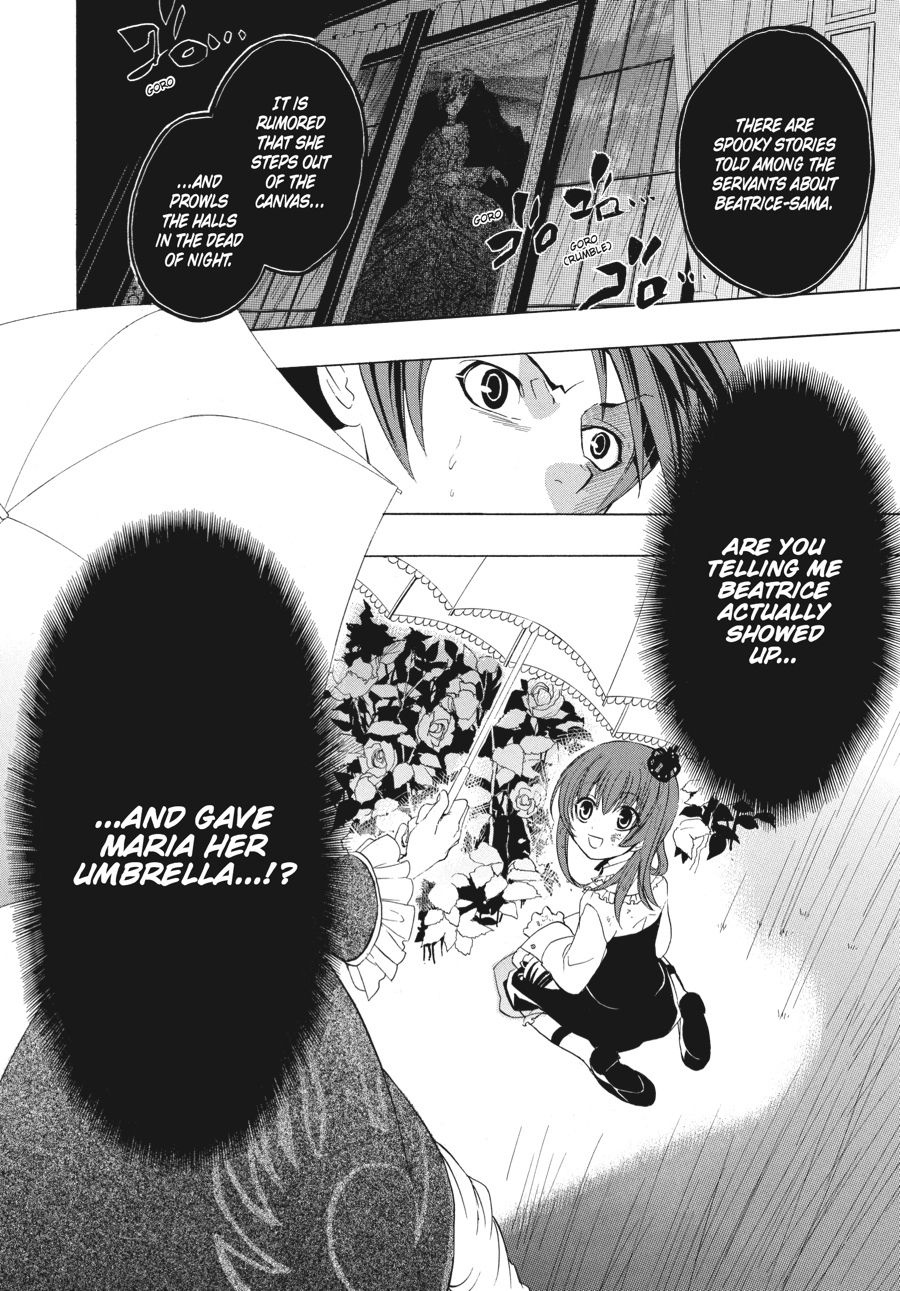 THERE ARE
SPOOKY STORIES
TOLD AMONG THE
SERVANTS ABOUT
BEATRICE-SAMA.
ゴロ…
GORO
(RUMBLE)
ゴロ
GORO
ゴロ…
IT IS
RUMORED
THAT SHE
STEPS OUT
OF THE
CANVAS...
...AND
PROWLS
THE HALLS
IN THE DEAD
OF NIGHT.
ゴロ…
GORO
ARE YOU
TELLING ME
BEATRICE
ACTUALLY
SHOWED
UP...
...AND GAVE
MARIA HER
UMBRELLA...!?